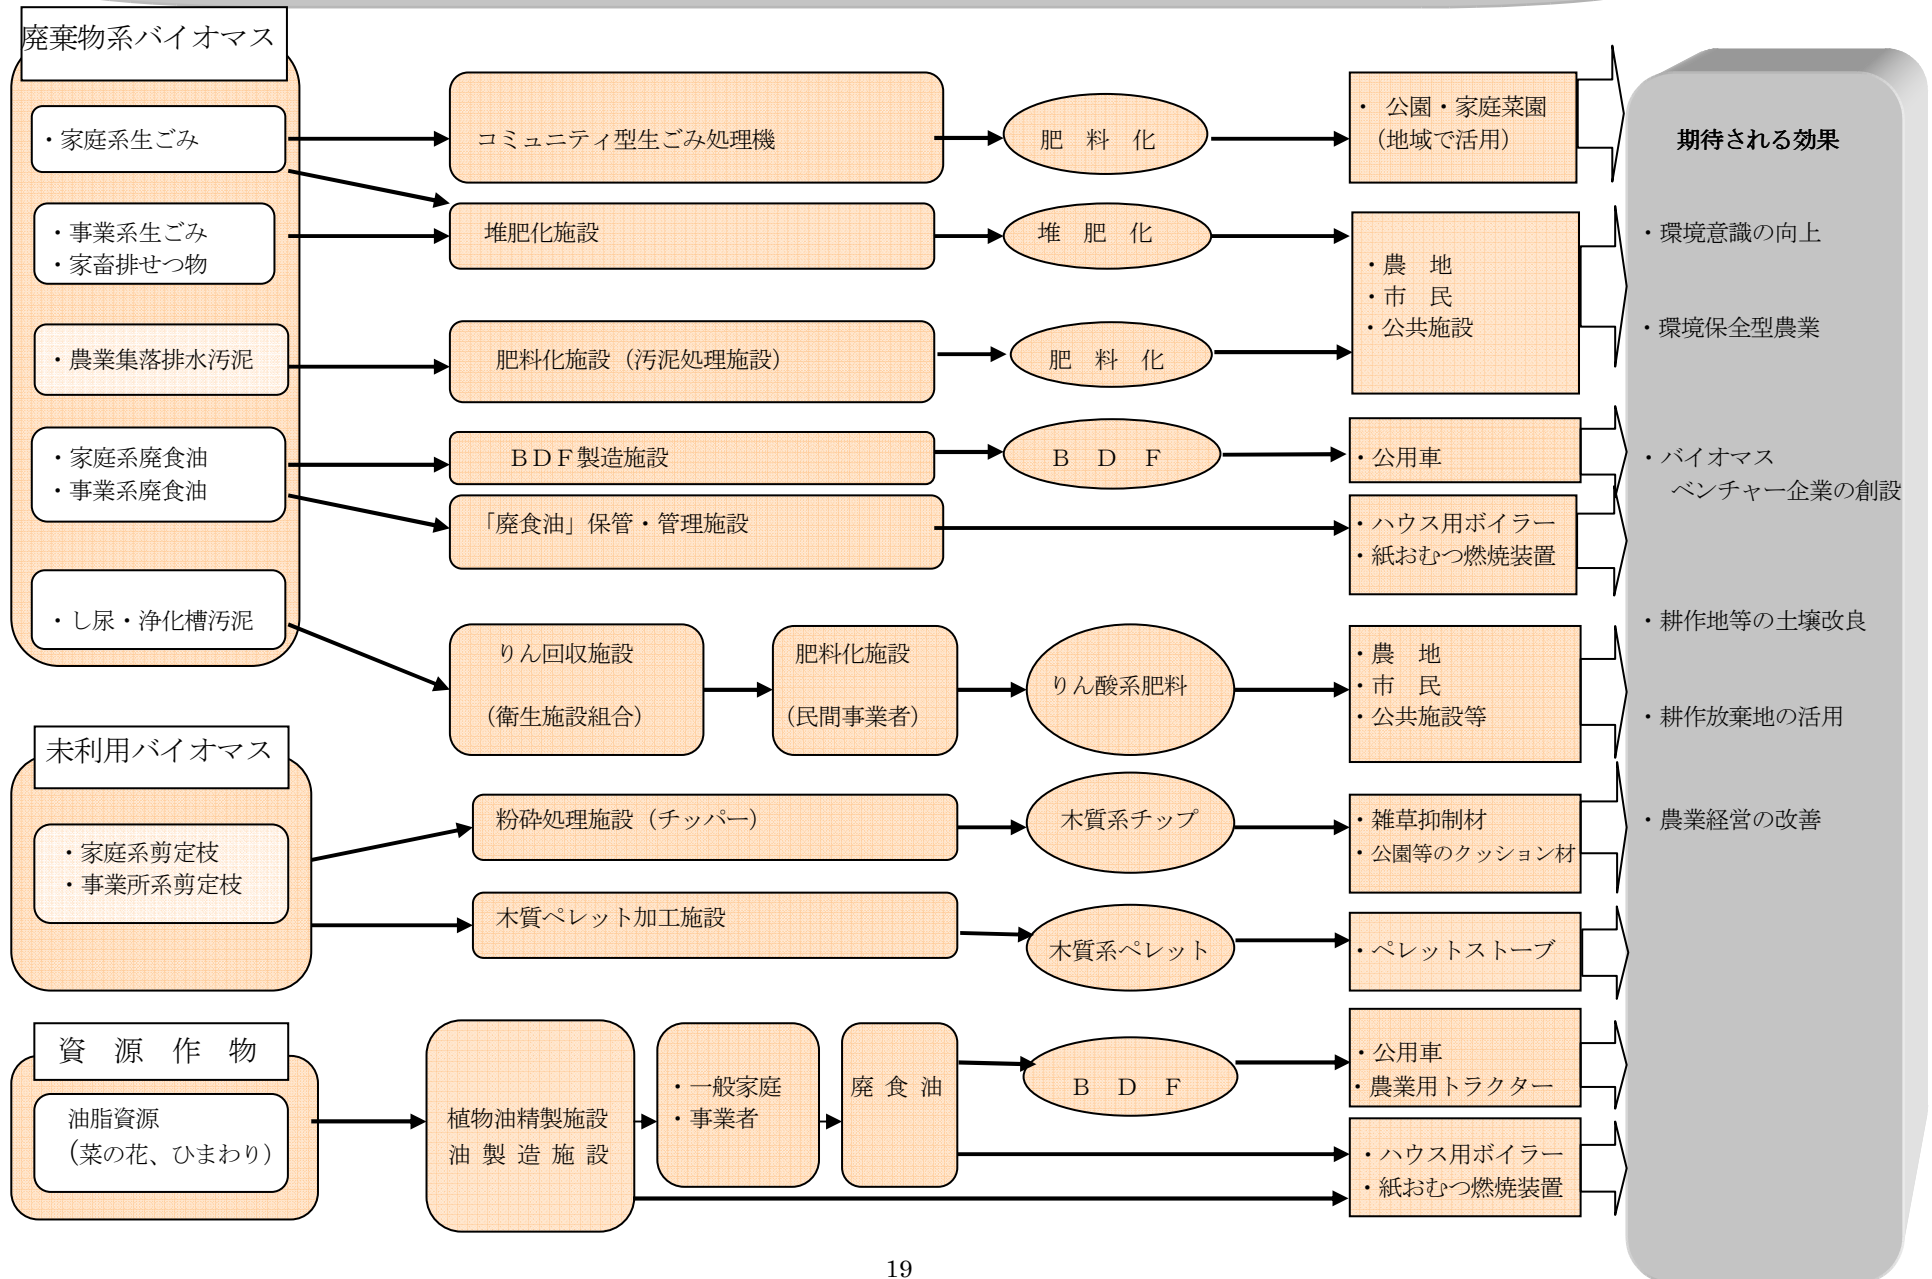 廃棄物系バイオマス
・家庭系生ごみ
コミュニティ型生ごみ処理機
肥 料 化
・ 公園・家庭菜園
(地域で活用)
・事業系生ごみ
・家畜排せつ物
堆肥化施設
堆 肥 化
・農 地
・市 民
・公共施設
・農業集落排水汚泥
肥料化施設(汚泥処理施設)
肥 料 化
・家庭系廃食油
・事業系廃食油
BDF製造施設
B D F
・公用車
「廃食油」保管・管理施設
・ハウス用ボイラー
・紙おむつ燃焼装置
・し尿・浄化槽汚泥
りん回収施設
(衛生施設組合)
肥料化施設
(民間事業者)
りん酸系肥料
・農 地
・市 民
・公共施設等
未利用バイオマス
・家庭系剪定枝
・事業所系剪定枝
粉砕処理施設(チッパー)
木質系チップ
・雑草抑制材
・公園等のクッション材
木質ペレット加工施設
木質系ペレット
・ペレットストーブ
資 源 作 物
油脂資源
(菜の花、ひまわり)
植物油精製施設
油 製 造 施 設
・一般家庭
・事業者
廃 食 油
B D F
・公用車
・農業用トラクター
・ハウス用ボイラー
・紙おむつ燃焼装置
期待される効果
・環境意識の向上
・環境保全型農業
・バイオマス
ベンチャー企業の創設
・耕作地等の土壌改良
・耕作放棄地の活用
・農業経営の改善
19